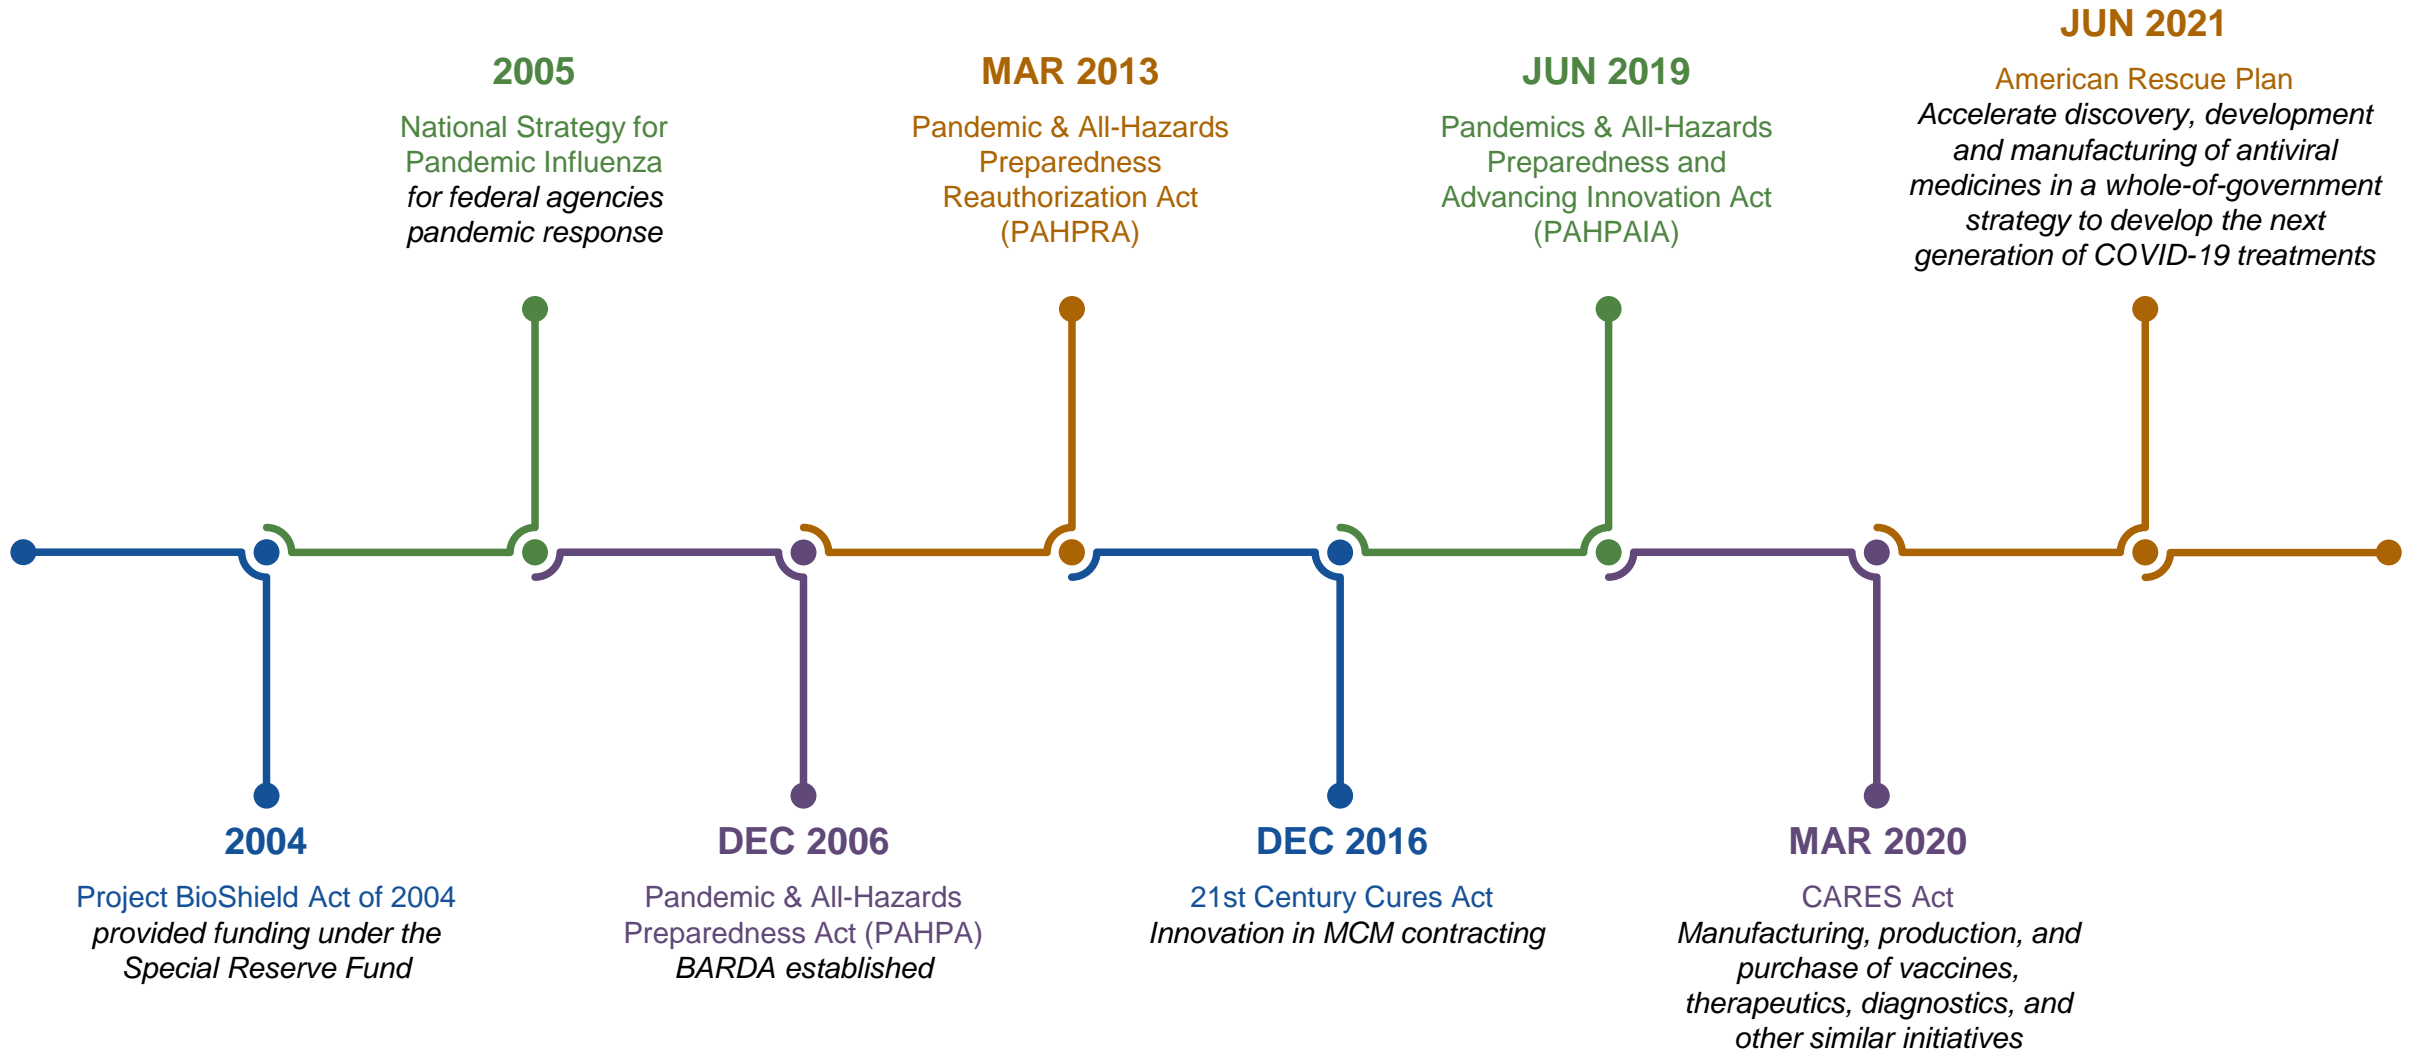 2004
Project BioShield Act of 2004
provided funding under the
Special Reserve Fund
2005
National Strategy for
Pandemic Influenza
for federal agencies
pandemic response
DEC 2006
Pandemic & All-Hazards
Preparedness Act (PAHPA)
BARDA established
MAR 2013
Pandemic & All-Hazards
Preparedness
Reauthorization Act
(PAHPRA)
DEC 2016
21st Century Cures Act
Innovation in MCM contracting
JUN 2019
Pandemics & All-Hazards
Preparedness and
Advancing Innovation Act
(PAHPAIA)
MAR 2020
CARES Act
Manufacturing, production, and
purchase of vaccines,
therapeutics, diagnostics, and
other similar initiatives
JUN 2021
American Rescue Plan
Accelerate discovery, development
and manufacturing of antiviral
medicines in a whole-of-government
strategy to develop the next
generation of COVID-19 treatments